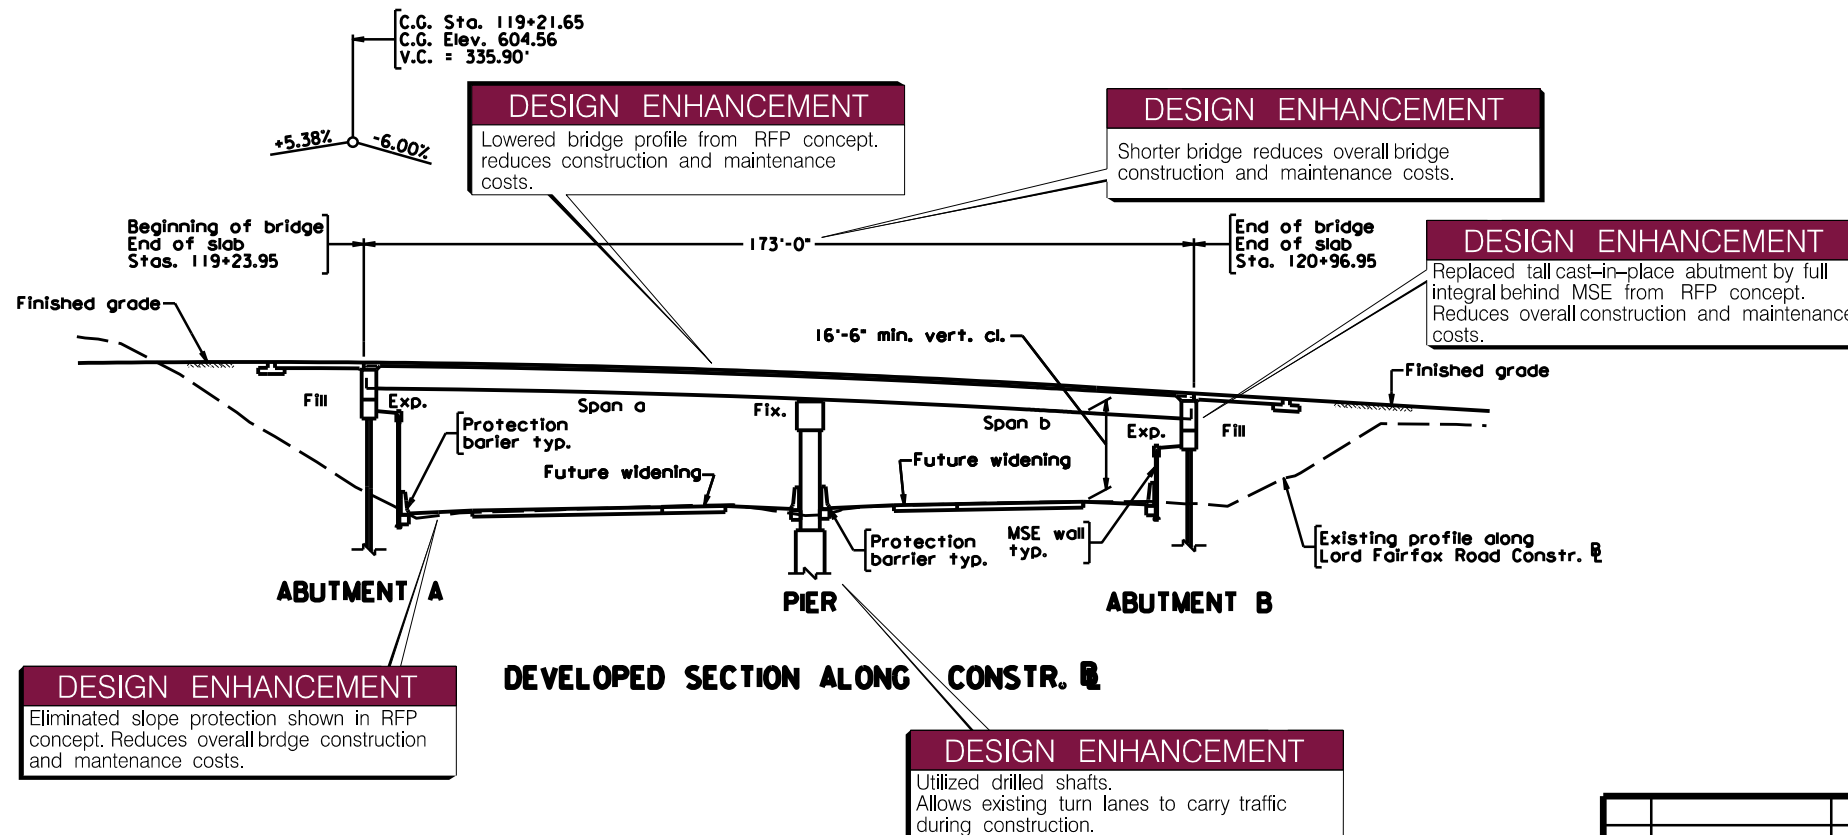 C.G. Sta. 119+21.65
C.G. Elev. 604.56
V.C. = 335.90'
+5.38%
-6.00%
DESIGN ENHANCEMENT
Lowered bridge profile from RFP concept.
reduces construction and maintenance
costs.
DESIGN ENHANCEMENT
Shorter bridge reduces overall bridge
construction and maintenance costs.
Beginning of bridge
End of slab
Stas. 119+23.95
173'-0"
End of bridge
End of slab
Sta. 120+96.95
DESIGN ENHANCEMENT
Replaced tall cast-in-place abutment by full
integral behind MSE from RFP concept.
Reduces overall construction and maintenance
costs.
Finished grade
16'-6" min. vert. cl.
Finished grade
Fill
Exp.
Span a
Fix.
Span b
Exp.
Fill
Protection
barier typ.
Future widening
Future widening
Protection
barrier typ.
MSE wall
typ.
Existing profile along
Lord Fairfax Road Constr. BL
ABUTMENT A
PIER
ABUTMENT B
DEVELOPED SECTION ALONG CONSTR. BL
DESIGN ENHANCEMENT
Eliminated slope protection shown in RFP
concept. Reduces overall brdge construction
and mantenance costs.
DESIGN ENHANCEMENT
Utilized drilled shafts.
Allows existing turn lanes to carry traffic
during construction.